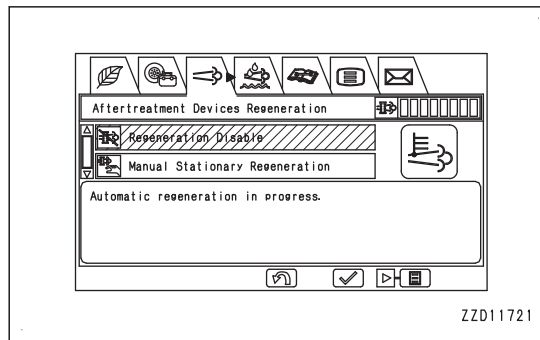 Aftertreatment Devices Regeneration
Regeneration Disable
Manual Stationary Regeneration
Automatic regeneration in progress.
ZZD11721